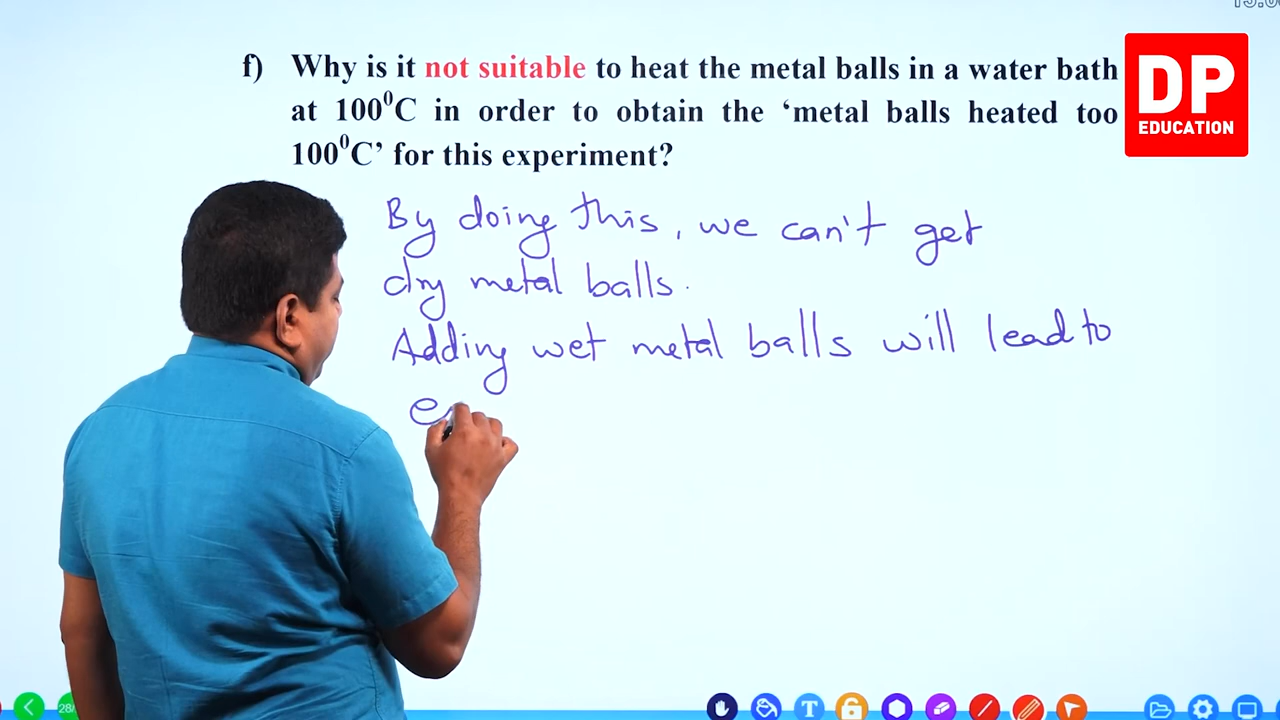 f) Why is it not suitable to heat the metal balls in a water bath
at 100⁰C in order to obtain the ‘metal balls heated too
100⁰C’ for this experiment?
DP
EDUCATION
By doing this, we can't get
dry metal balls.
Adding wet metal balls will lead to
28/
T